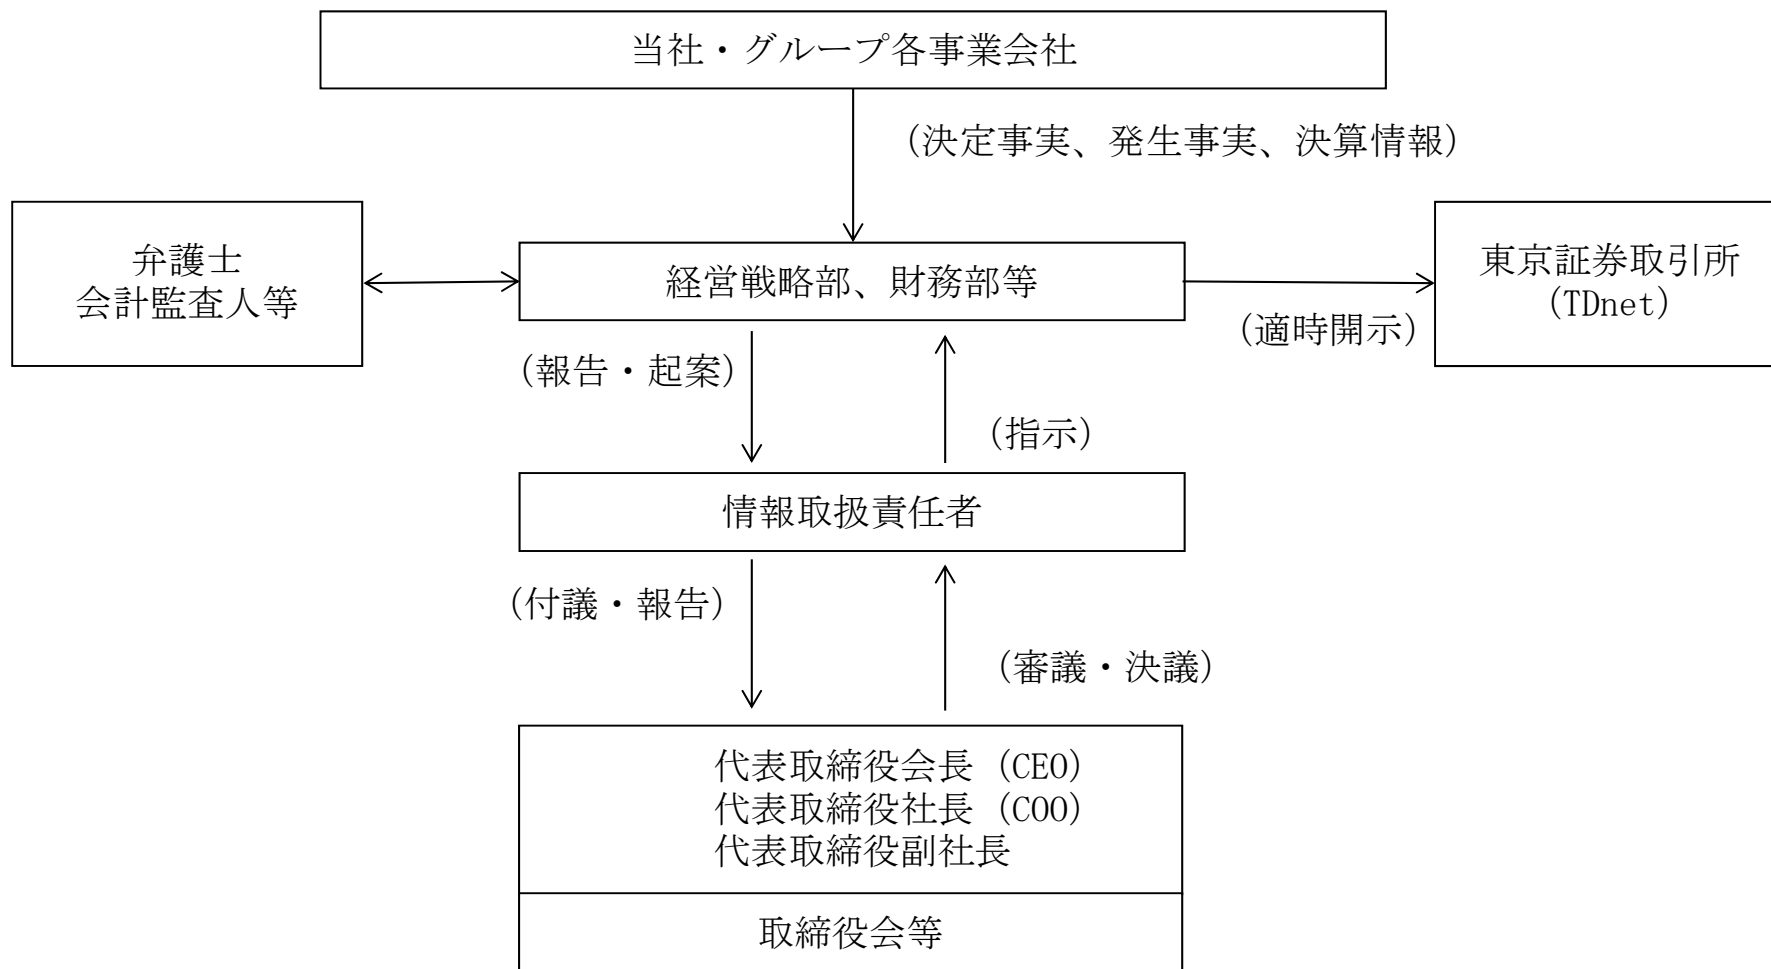 当社・グループ各事業会社
(決定事実、発生事実、決算情報)
弁護士
会計監査人等
経営戦略部、財務部等
東京証券取引所
(TDnet)
(適時開示)
(報告・起案)
(指示)
情報取扱責任者
(付議・報告)
(審議・決議)
代表取締役会長 (CEO)
代表取締役社長 (COO)
代表取締役副社長
取締役会等